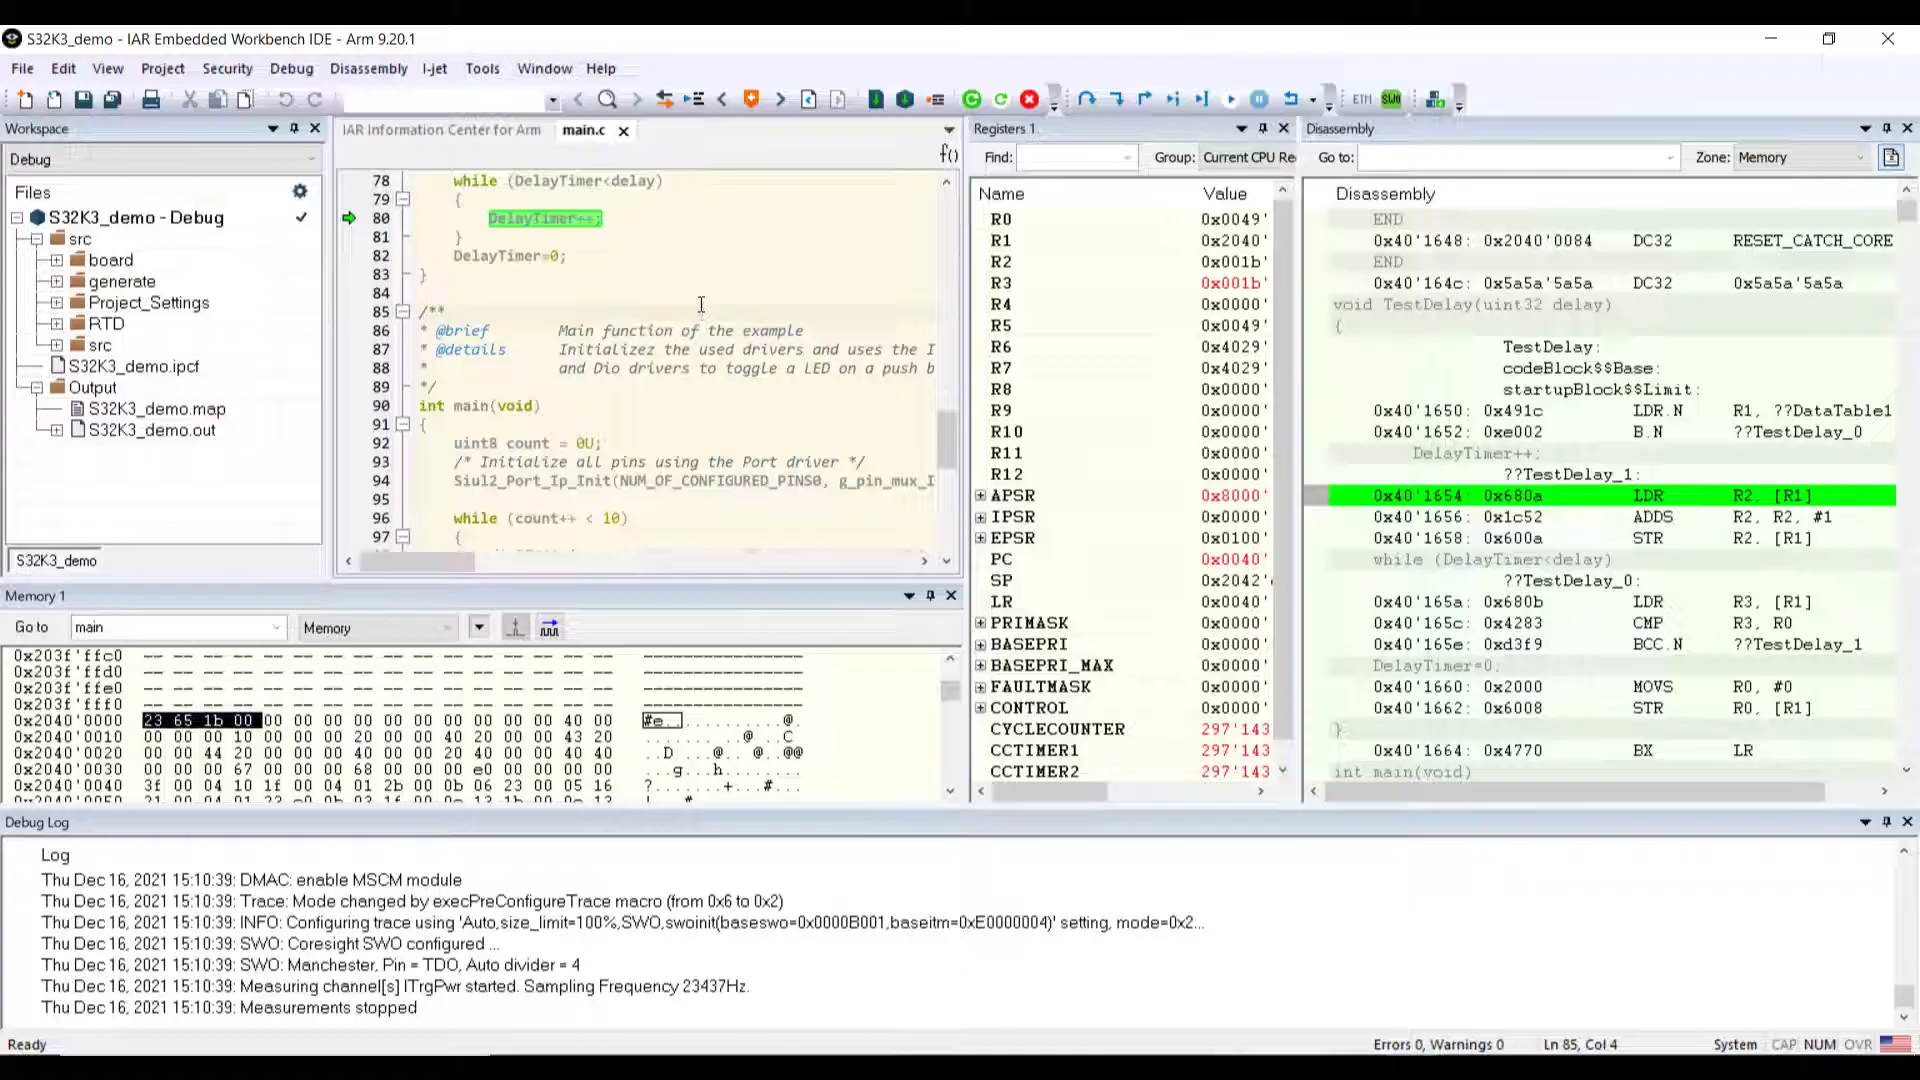 S32K3_demo - IAR Embedded Workbench IDE - Arm 9.20.1
File Edit View Project Security Debug Disassembly I-jet Tools Window Help
ETM SWO
Workspace
Debug
Files
S32K3_demo - Debug
src
board
generate
Project_Settings
RTD
src
S32K3_demo.ipcf
Output
S32K3_demo.map
S32K3_demo.out
S32K3_demo
IAR Information Center for Arm main.c
f()
78 while (DelayTimer<delay)
79 {
80 DelayTimer++;
81 }
82 DelayTimer=0;
83 }
84
85 /**
86 * @brief Main function of the example
87 * @details Initializez the used drivers and uses the I
88 * and Dio drivers to toggle a LED on a push b
89 */
90 int main(void)
91 {
92 uint8 count = 0U;
93 /* Initialize all pins using the Port driver */
94 Siul2_Port_Ip_Init(NUM_OF_CONFIGURED_PINS0, g_pin_mux_I
95
96 while (count++ < 10)
97 {
Registers 1
Find: Group: Current CPU Re
Name Value
R0 0x0049'
R1 0x2040'
R2 0x001b'
R3 0x001b'
R4 0x0000'
R5 0x0049'
R6 0x4029'
R7 0x4029'
R8 0x0000'
R9 0x0000'
R10 0x0000'
R11 0x0000'
R12 0x0000'
APSR 0x8000'
IPSR 0x0000'
EPSR 0x0100'
PC 0x0040'
SP 0x2042'
LR 0x0040'
PRIMASK 0x0000'
BASEPRI 0x0000'
BASEPRI_MAX 0x0000'
FAULTMASK 0x0000'
CONTROL 0x0000'
CYCLECOUNTER 297'143
CCTIMER1 297'143
CCTIMER2 297'143
Disassembly
Go to: Zone: Memory
Disassembly
END
0x40'1648: 0x2040'0084 DC32 RESET_CATCH_CORE
END
0x40'164c: 0x5a5a'5a5a DC32 0x5a5a'5a5a
void TestDelay(uint32 delay)
{
TestDelay:
codeBlock$$Base:
startupBlock$$Limit:
0x40'1650: 0x491c LDR.N R1, ??DataTable1
0x40'1652: 0xe002 B.N ??TestDelay_0
DelayTimer++;
??TestDelay_1:
0x40'1654: 0x680a LDR R2, [R1]
0x40'1656: 0x1c52 ADDS R2, R2, #1
0x40'1658: 0x600a STR R2, [R1]
while (DelayTimer<delay)
??TestDelay_0:
0x40'165a: 0x680b LDR R3, [R1]
0x40'165c: 0x4283 CMP R3, R0
0x40'165e: 0xd3f9 BCC.N ??TestDelay_1
DelayTimer=0;
0x40'1660: 0x2000 MOVS R0, #0
0x40'1662: 0x6008 STR R0, [R1]
}
0x40'1664: 0x4770 BX LR
int main(void)
Memory 1
Go to main Memory
0x203f'ffc0 -- -- -- -- -- -- -- -- -- -- -- -- -- -- -- -- ----------------
0x203f'ffd0 -- -- -- -- -- -- -- -- -- -- -- -- -- -- -- -- ----------------
0x203f'ffe0 -- -- -- -- -- -- -- -- -- -- -- -- -- -- -- -- ----------------
0x203f'fff0 -- -- -- -- -- -- -- -- -- -- -- -- -- -- -- -- ----------------
0x2040'0000 23 65 1b 00 00 00 00 00 00 00 00 00 00 00 40 00 #e............@.
0x2040'0010 00 00 00 10 00 00 00 20 00 00 40 20 00 00 43 20 ..........@ ..C
0x2040'0020 00 00 44 20 00 00 00 40 00 00 20 40 00 00 40 40 ..D ...@.. @..@@
0x2040'0030 00 00 00 67 00 00 00 68 00 00 00 e0 00 00 00 00 ...g...h........
0x2040'0040 3f 00 04 10 1f 00 04 01 2b 00 0b 06 23 00 05 16 ?.......+...#...
Debug Log
Log
Thu Dec 16, 2021 15:10:39: DMAC: enable MSCM module
Thu Dec 16, 2021 15:10:39: Trace: Mode changed by execPreConfigureTrace macro (from 0x6 to 0x2)
Thu Dec 16, 2021 15:10:39: INFO: Configuring trace using 'Auto,size_limit=100%,SWO,swoinit(baseswo=0x0000B001,baseitm=0xE0000004)' setting, mode=0x2...
Thu Dec 16, 2021 15:10:39: SWO: Coresight SWO configured ...
Thu Dec 16, 2021 15:10:39: SWO: Manchester, Pin = TDO, Auto divider = 4
Thu Dec 16, 2021 15:10:39: Measuring channel[s] ITrgPwr started. Sampling Frequency 23437Hz.
Thu Dec 16, 2021 15:10:39: Measurements stopped
Ready Errors 0, Warnings 0 Ln 85, Col 4 System CAP NUM OVR